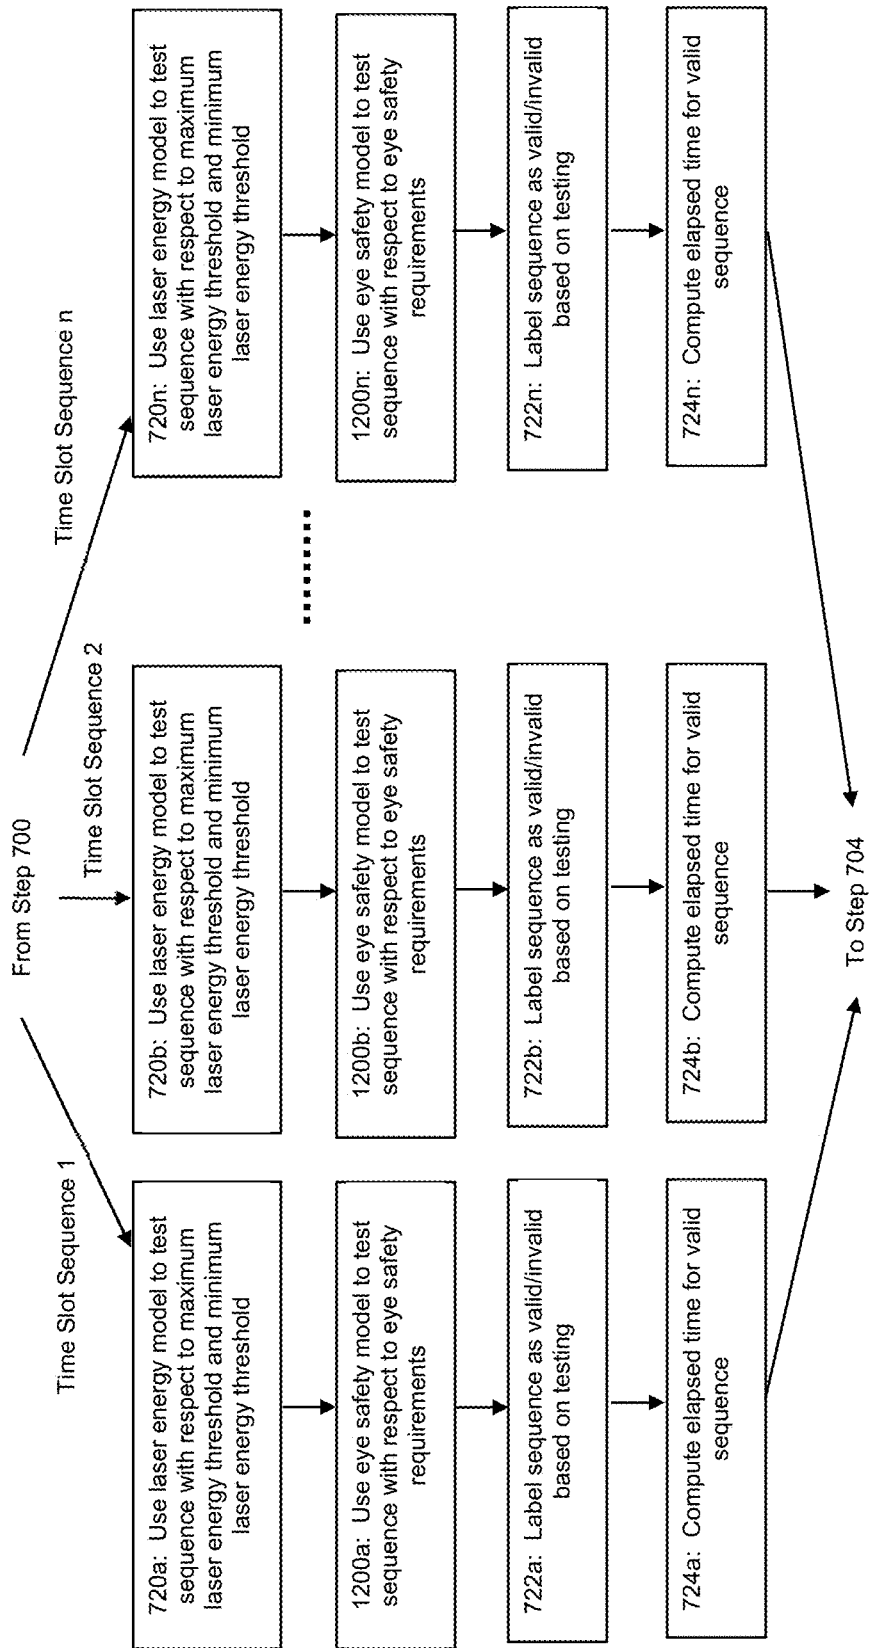 From Step 700
Time Slot Sequence 1
Time Slot Sequence 2
Time Slot Sequence n
720a: Use laser energy model to test
sequence with respect to maximum
laser energy threshold and minimum
laser energy threshold
1200a: Use eye safety model to test
sequence with respect to eye safety
requirements
722a: Label sequence as valid/invalid
based on testing
724a: Compute elapsed time for valid
sequence
720b: Use laser energy model to test
sequence with respect to maximum
laser energy threshold and minimum
laser energy threshold
1200b: Use eye safety model to test
sequence with respect to eye safety
requirements
722b: Label sequence as valid/invalid
based on testing
724b: Compute elapsed time for valid
sequence
720n: Use laser energy model to test
sequence with respect to maximum
laser energy threshold and minimum
laser energy threshold
1200n: Use eye safety model to test
sequence with respect to eye safety
requirements
722n: Label sequence as valid/invalid
based on testing
724n: Compute elapsed time for valid
sequence
To Step 704